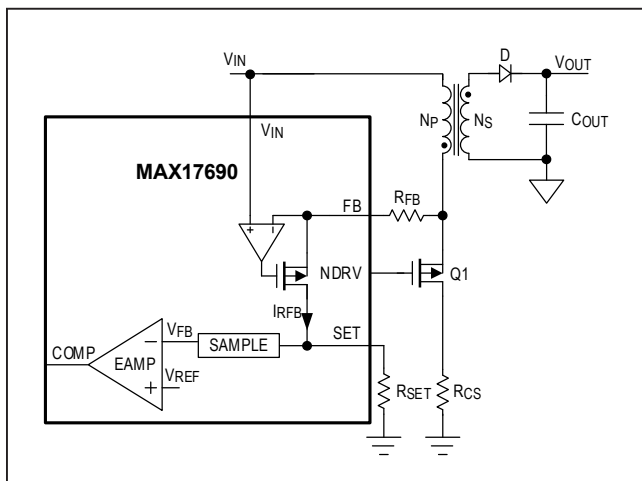 VIN
D
VOUT
NP
NS
COUT
VIN
MAX17690
FB
RFB
+
−
NDRV
Q1
IRFB
SET
VFB
SAMPLE
COMP
−
EAMP
+
VREF
RSET
RCS